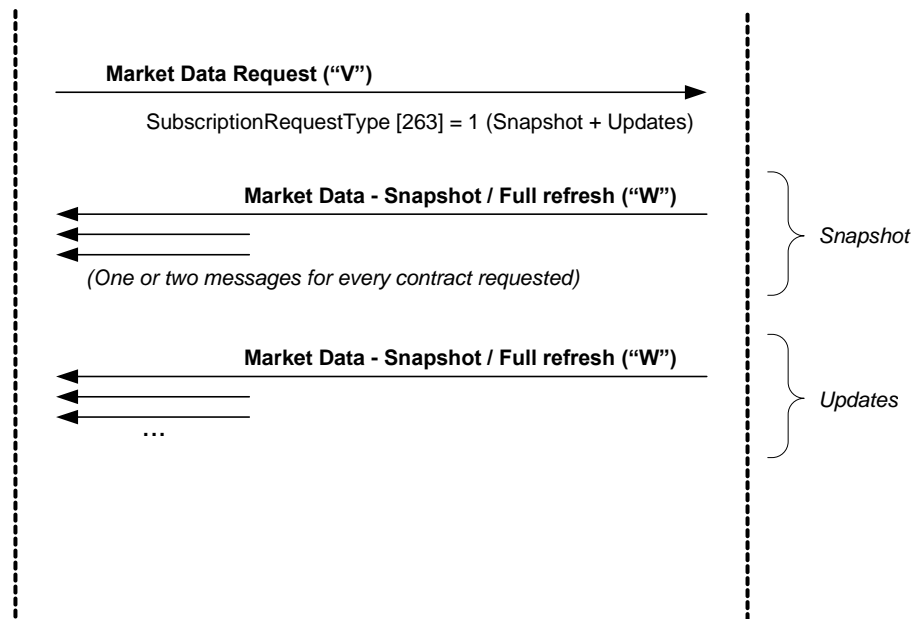 Market Data Request (“V”)
SubscriptionRequestType [263] = 1 (Snapshot + Updates)
Market Data - Snapshot / Full refresh (“W”)
Snapshot
(One or two messages for every contract requested)
Market Data - Snapshot / Full refresh (“W”)
Updates
…